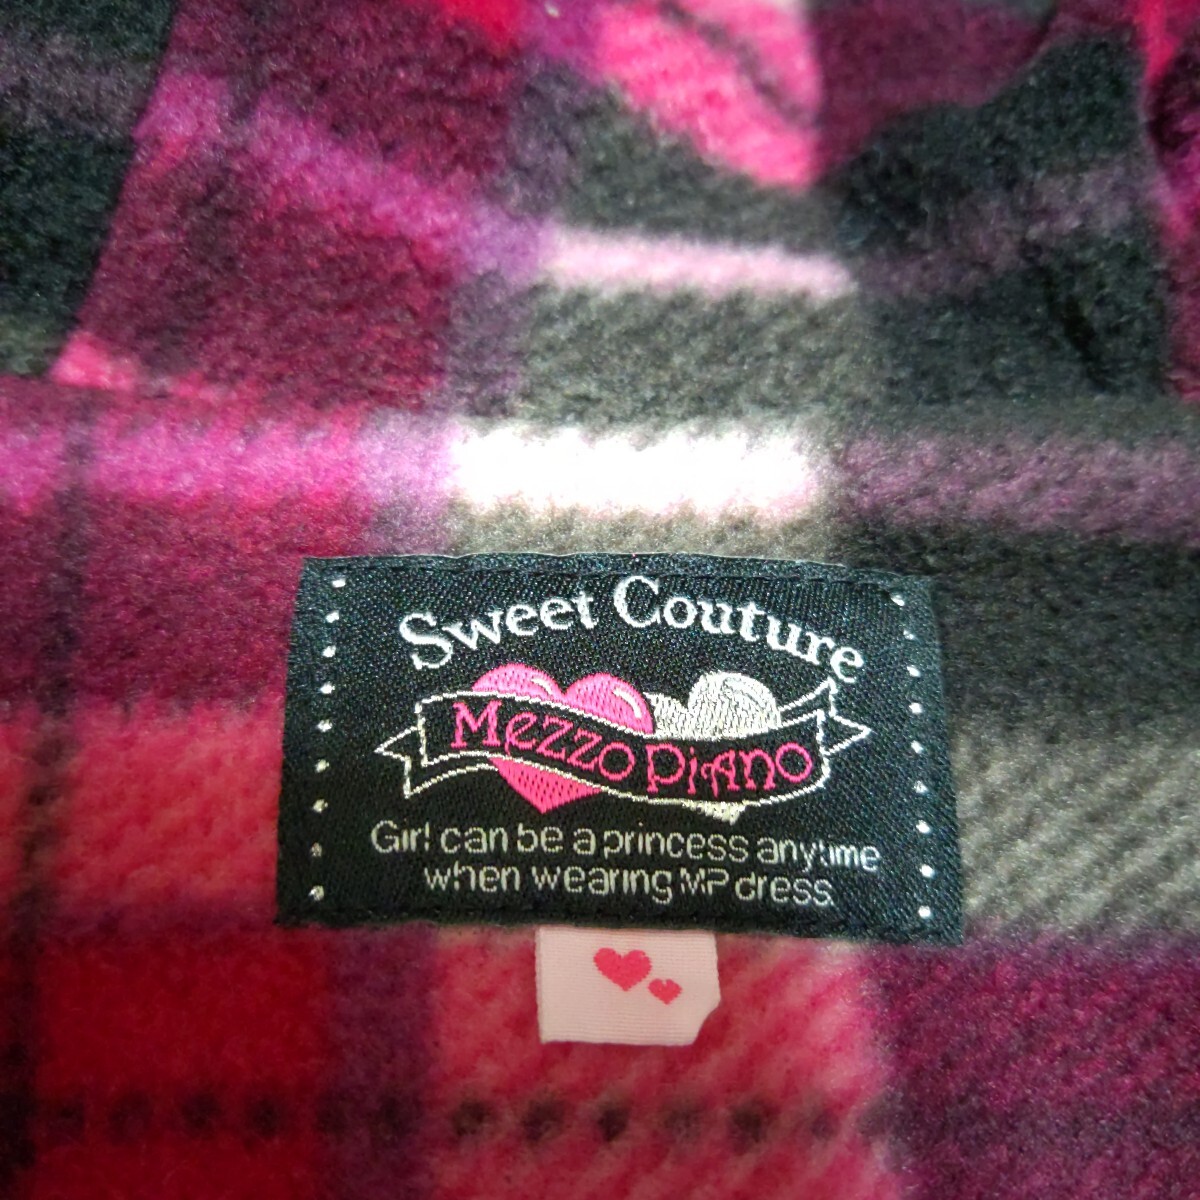 Sweet Couture
Mezzo Piano
Girl can be a princess anytime
when wearing MP dress.